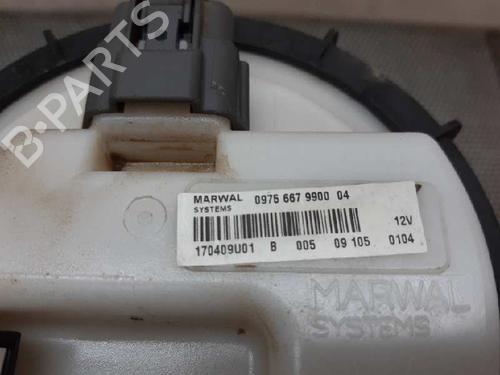 B-PARTS
MARWAL 0975 667 9900 04
SYSTEMS
12V
170409U01 B 005 09 105 0104
MARWAL
SYSTEMS